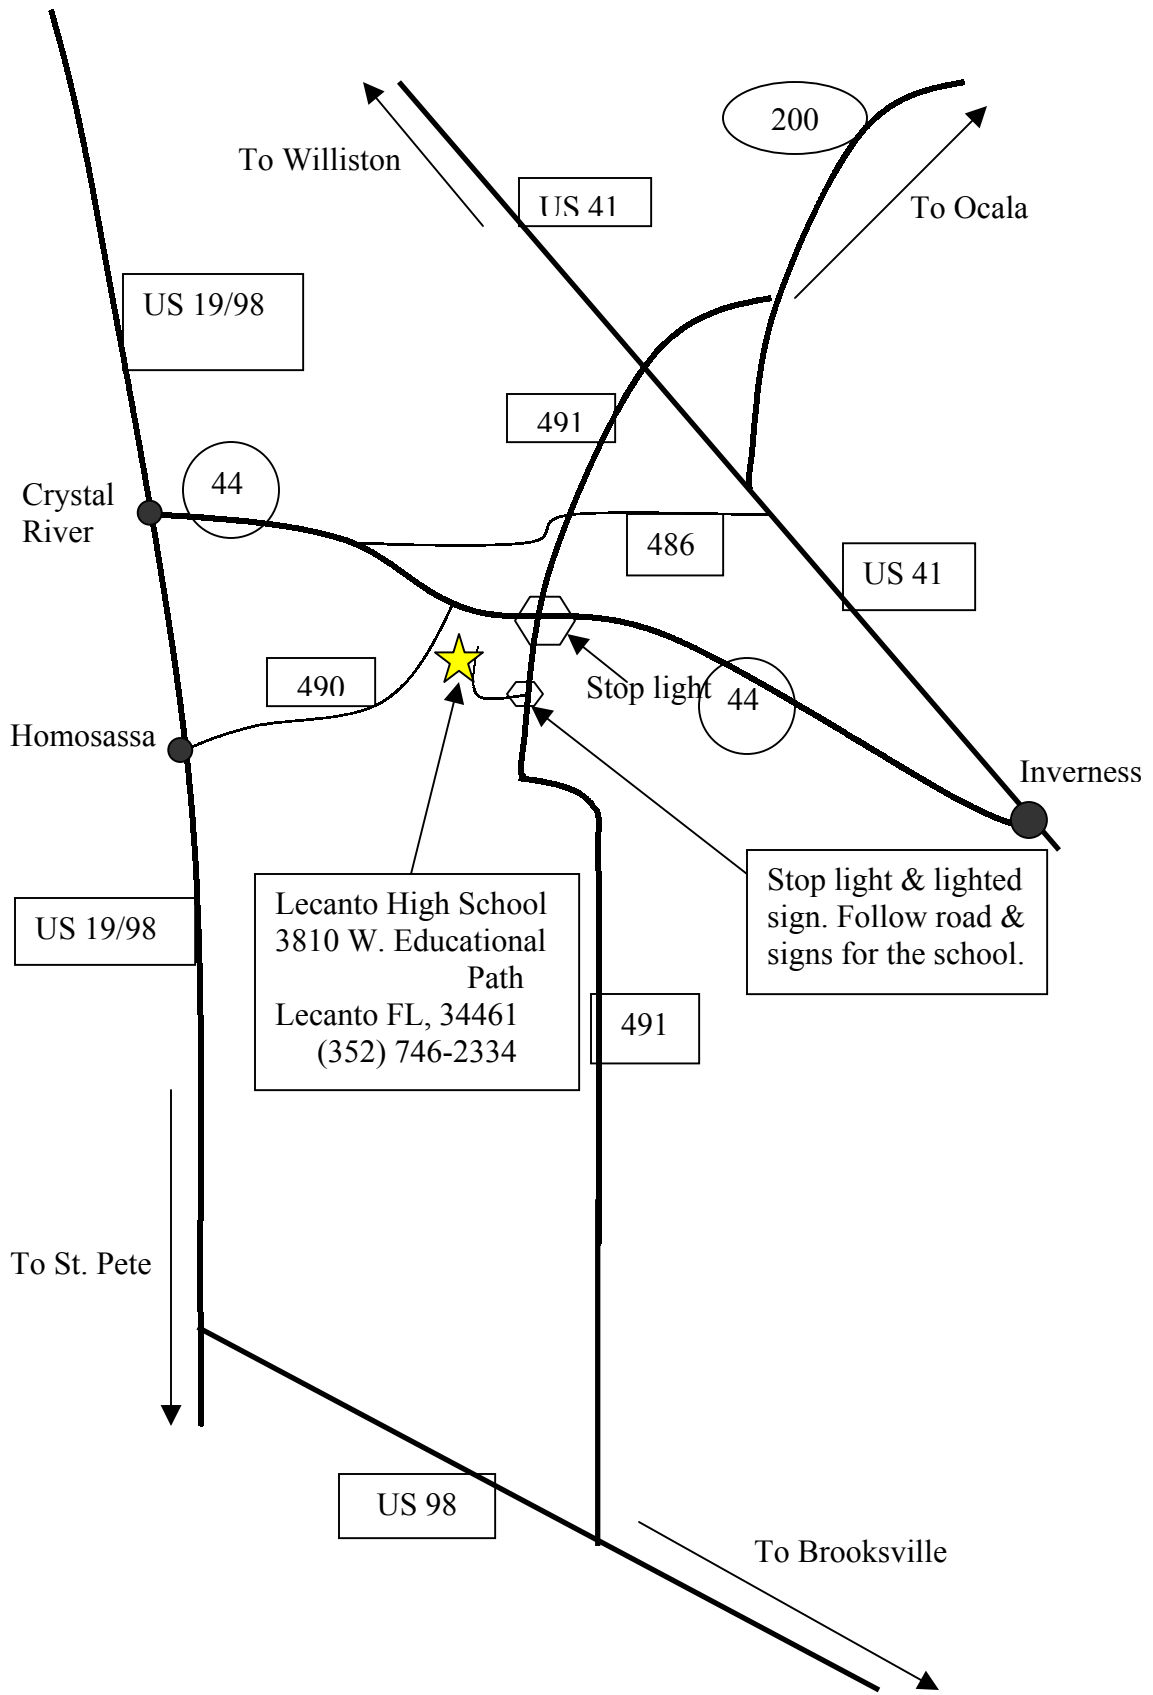 200
To Williston
US 41
To Ocala
US 19/98
491
44
Crystal
River
486
US 41
490
Stop light
44
Homosassa
Inverness
Lecanto High School
3810 W. Educational
Path
Lecanto FL, 34461
(352) 746-2334
Stop light & lighted
sign. Follow road &
signs for the school.
US 19/98
491
To St. Pete
US 98
To Brooksville